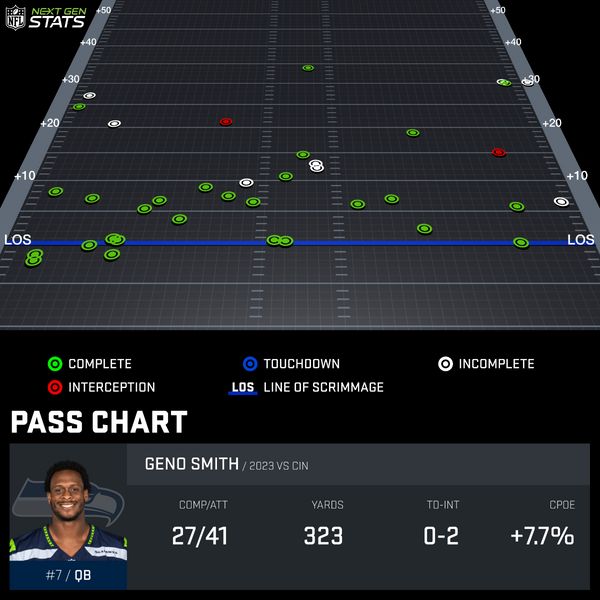 NFL NEXT GEN STATS
+50 +50
+40 +40
+30 +30
+20 +20
+10 +10
LOS LOS
COMPLETE TOUCHDOWN INCOMPLETE
INTERCEPTION LOS LINE OF SCRIMMAGE
PASS CHART
GENO SMITH / 2023 VS CIN
COMP/ATT YARDS TD-INT CPOE
27/41 323 0-2 +7.7%
#7 / QB